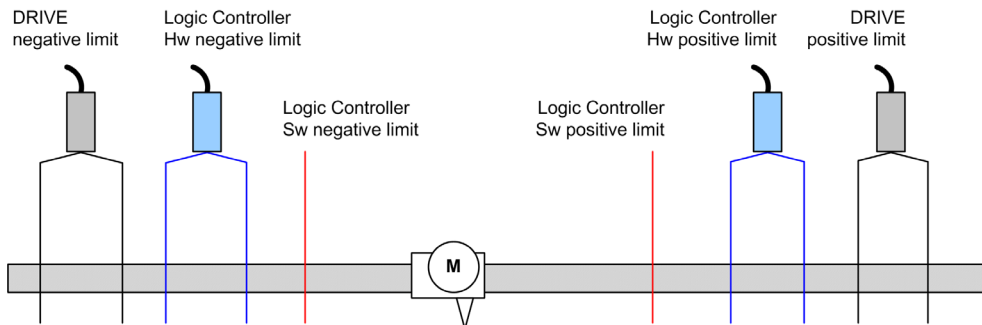 DRIVE
negative limit
Logic Controller
Hw negative limit
Logic Controller
Sw negative limit
Logic Controller
Sw positive limit
Logic Controller
Hw positive limit
DRIVE
positive limit
M